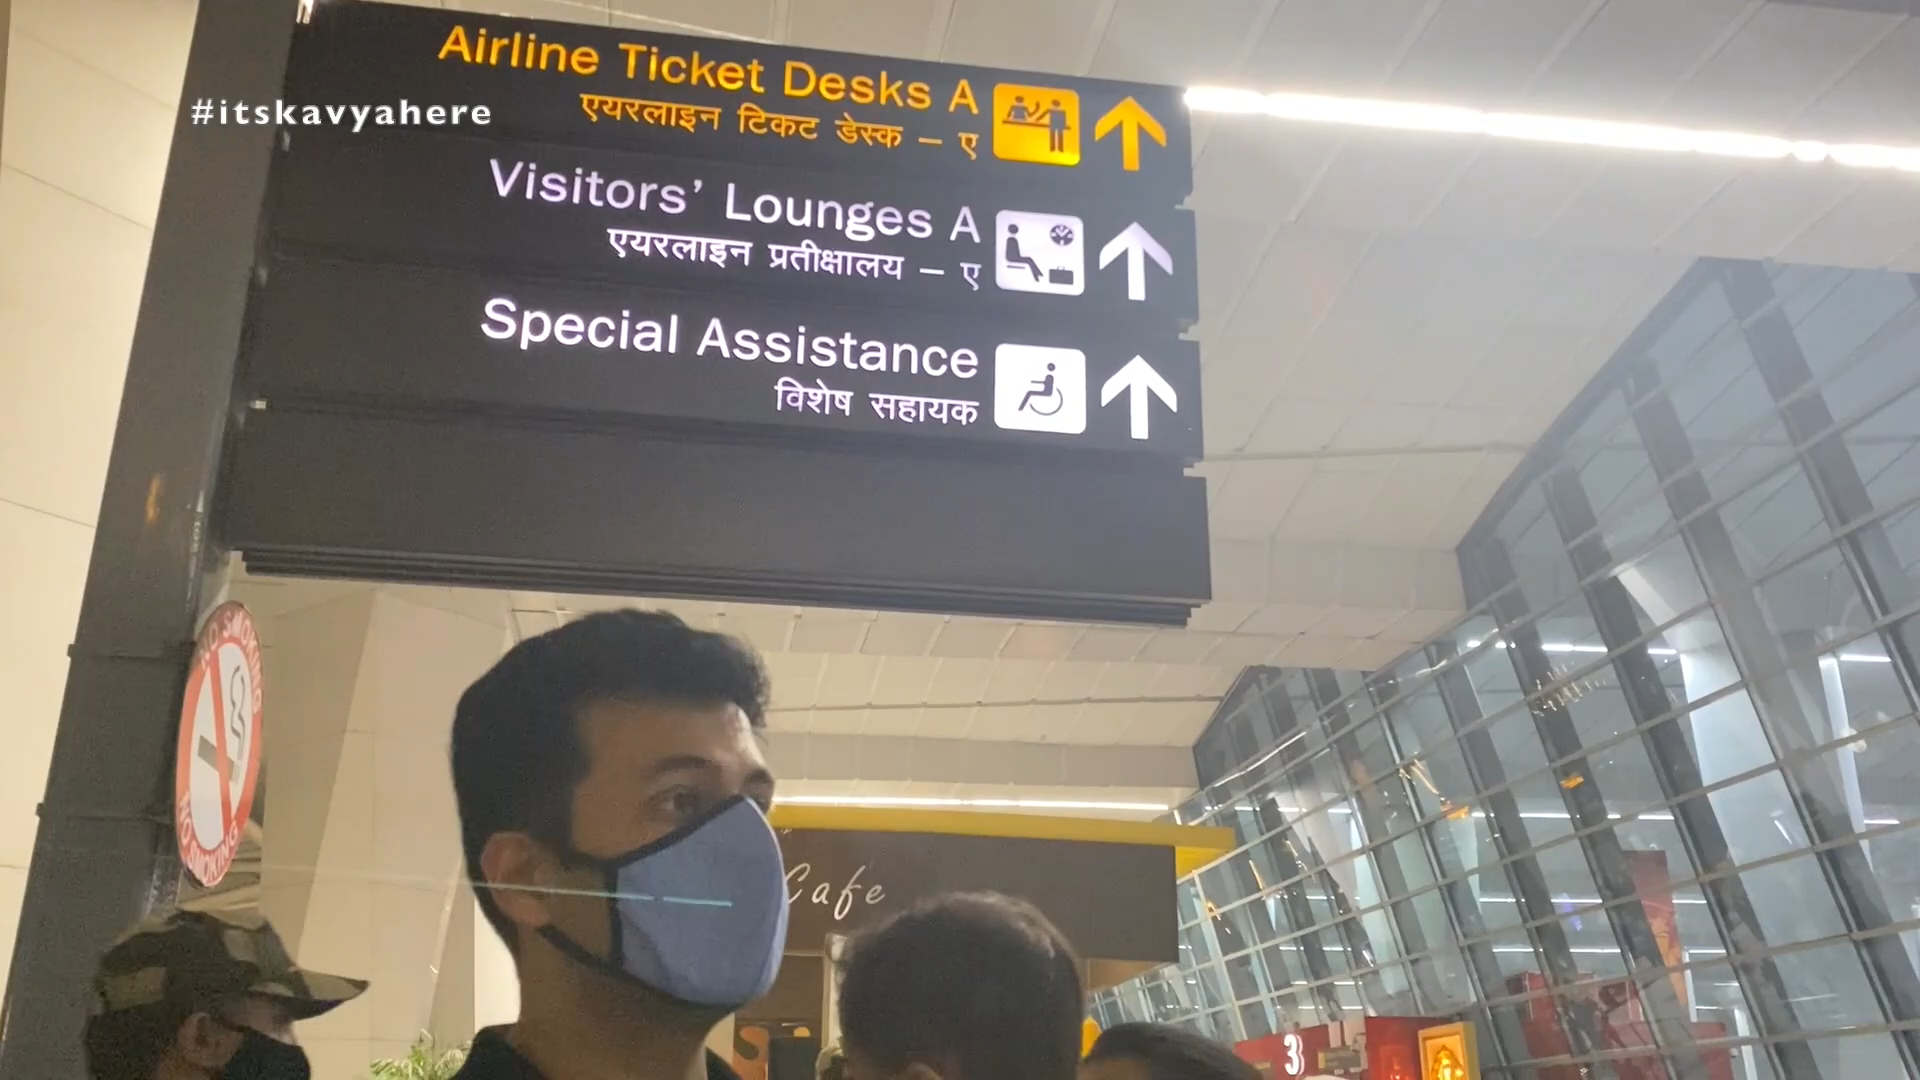 Airline Ticket Desks A
एयरलाइन टिकट डेस्क – ए
#itskavyahere
Visitors’ Lounges A
एयरलाइन प्रतीक्षालय – ए
Special Assistance
विशेष सहायक
NO SMOKING
NO SMOKING
Cafe
3